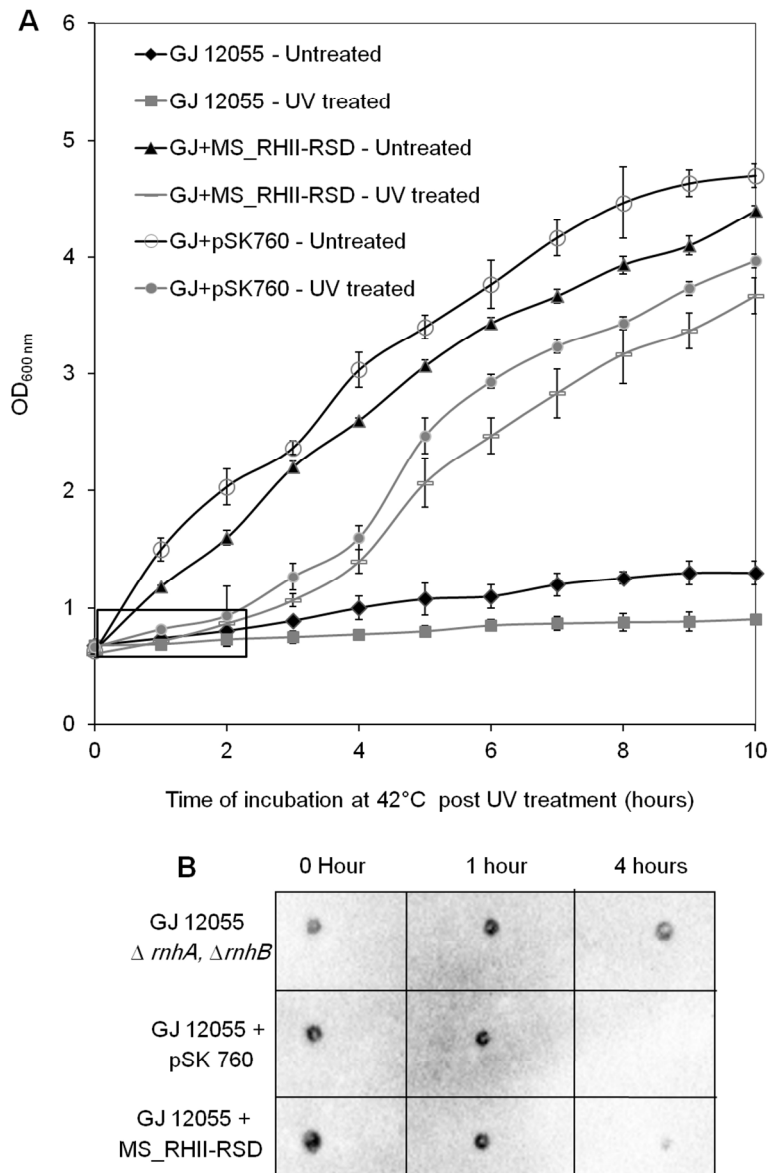 A
6
5
4
3
2
1
0
OD600 nm
GJ 12055 - Untreated
GJ 12055 - UV treated
GJ+MS_RHII-RSD - Untreated
GJ+MS_RHII-RSD - UV treated
GJ+pSK760 - Untreated
GJ+pSK760 - UV treated
0 2 4 6 8 10
Time of incubation at 42°C post UV treatment (hours)
B
0 Hour 1 hour 4 hours
GJ 12055
Δ rnhA, ΔrnhB
GJ 12055 +
pSK 760
GJ 12055 +
MS_RHII-RSD